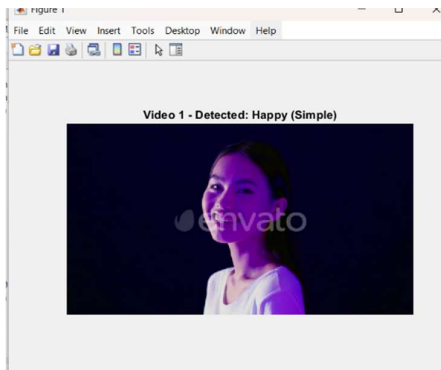 Figure 1
File Edit View Insert Tools Desktop Window Help
Video 1 - Detected: Happy (Simple)
envato